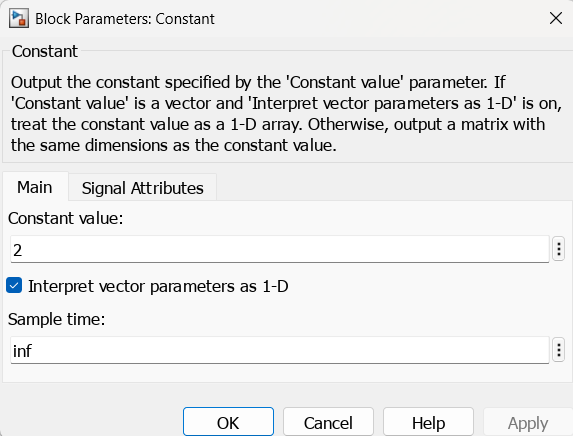 Block Parameters: Constant
Constant
Output the constant specified by the 'Constant value' parameter. If
'Constant value' is a vector and 'Interpret vector parameters as 1-D' is on,
treat the constant value as a 1-D array. Otherwise, output a matrix with
the same dimensions as the constant value.
Main Signal Attributes
Constant value:
2
Interpret vector parameters as 1-D
Sample time:
inf
OK Cancel Help Apply